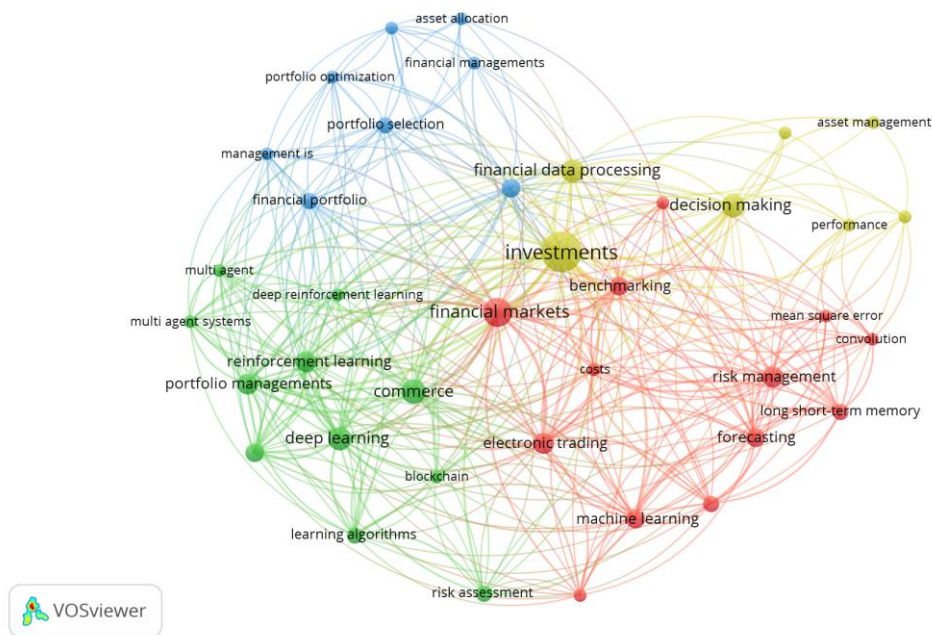 asset allocation
financial managements
portfolio optimization
portfolio selection
asset management
management is
financial data processing
financial portfolio
decision making
performance
investments
multi agent
benchmarking
deep reinforcement learning
financial markets
multi agent systems
mean square error
convolution
reinforcement learning
costs
risk management
portfolio managements
commerce
long short-term memory
deep learning
electronic trading
forecasting
blockchain
machine learning
learning algorithms
risk assessment
VOSviewer